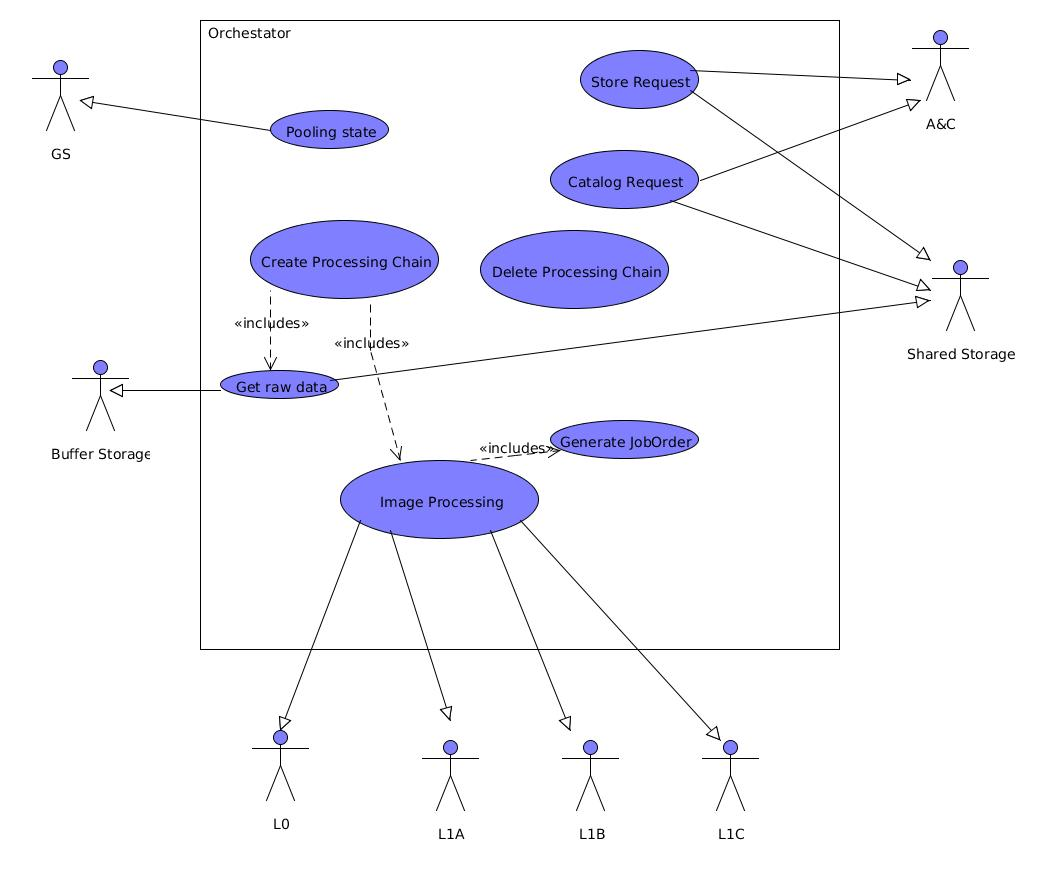 Orchestator
Store Request
A&C
Pooling state
GS
Catalog Request
Create Processing Chain
Delete Processing Chain
«includes»
«includes»
Shared Storage
Get raw data
Buffer Storage
Generate JobOrder
«includes»
Image Processing
L0
L1A
L1B
L1C